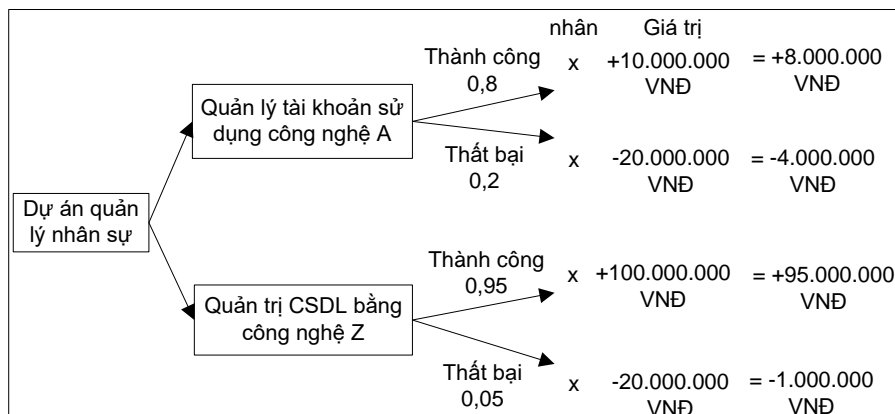 nhân Giá trị
Thành công
0,8
x +10.000.000 = +8.000.000
VNĐ VNĐ
Quản lý tài khoản sử
dụng công nghệ A
Thất bại
0,2
x -20.000.000 = -4.000.000
VNĐ VNĐ
Dự án quản
lý nhân sự
Thành công
0,95
x +100.000.000 = +95.000.000
VNĐ VNĐ
Quản trị CSDL bằng
công nghệ Z
Thất bại
0,05
x -20.000.000 = -1.000.000
VNĐ VNĐ